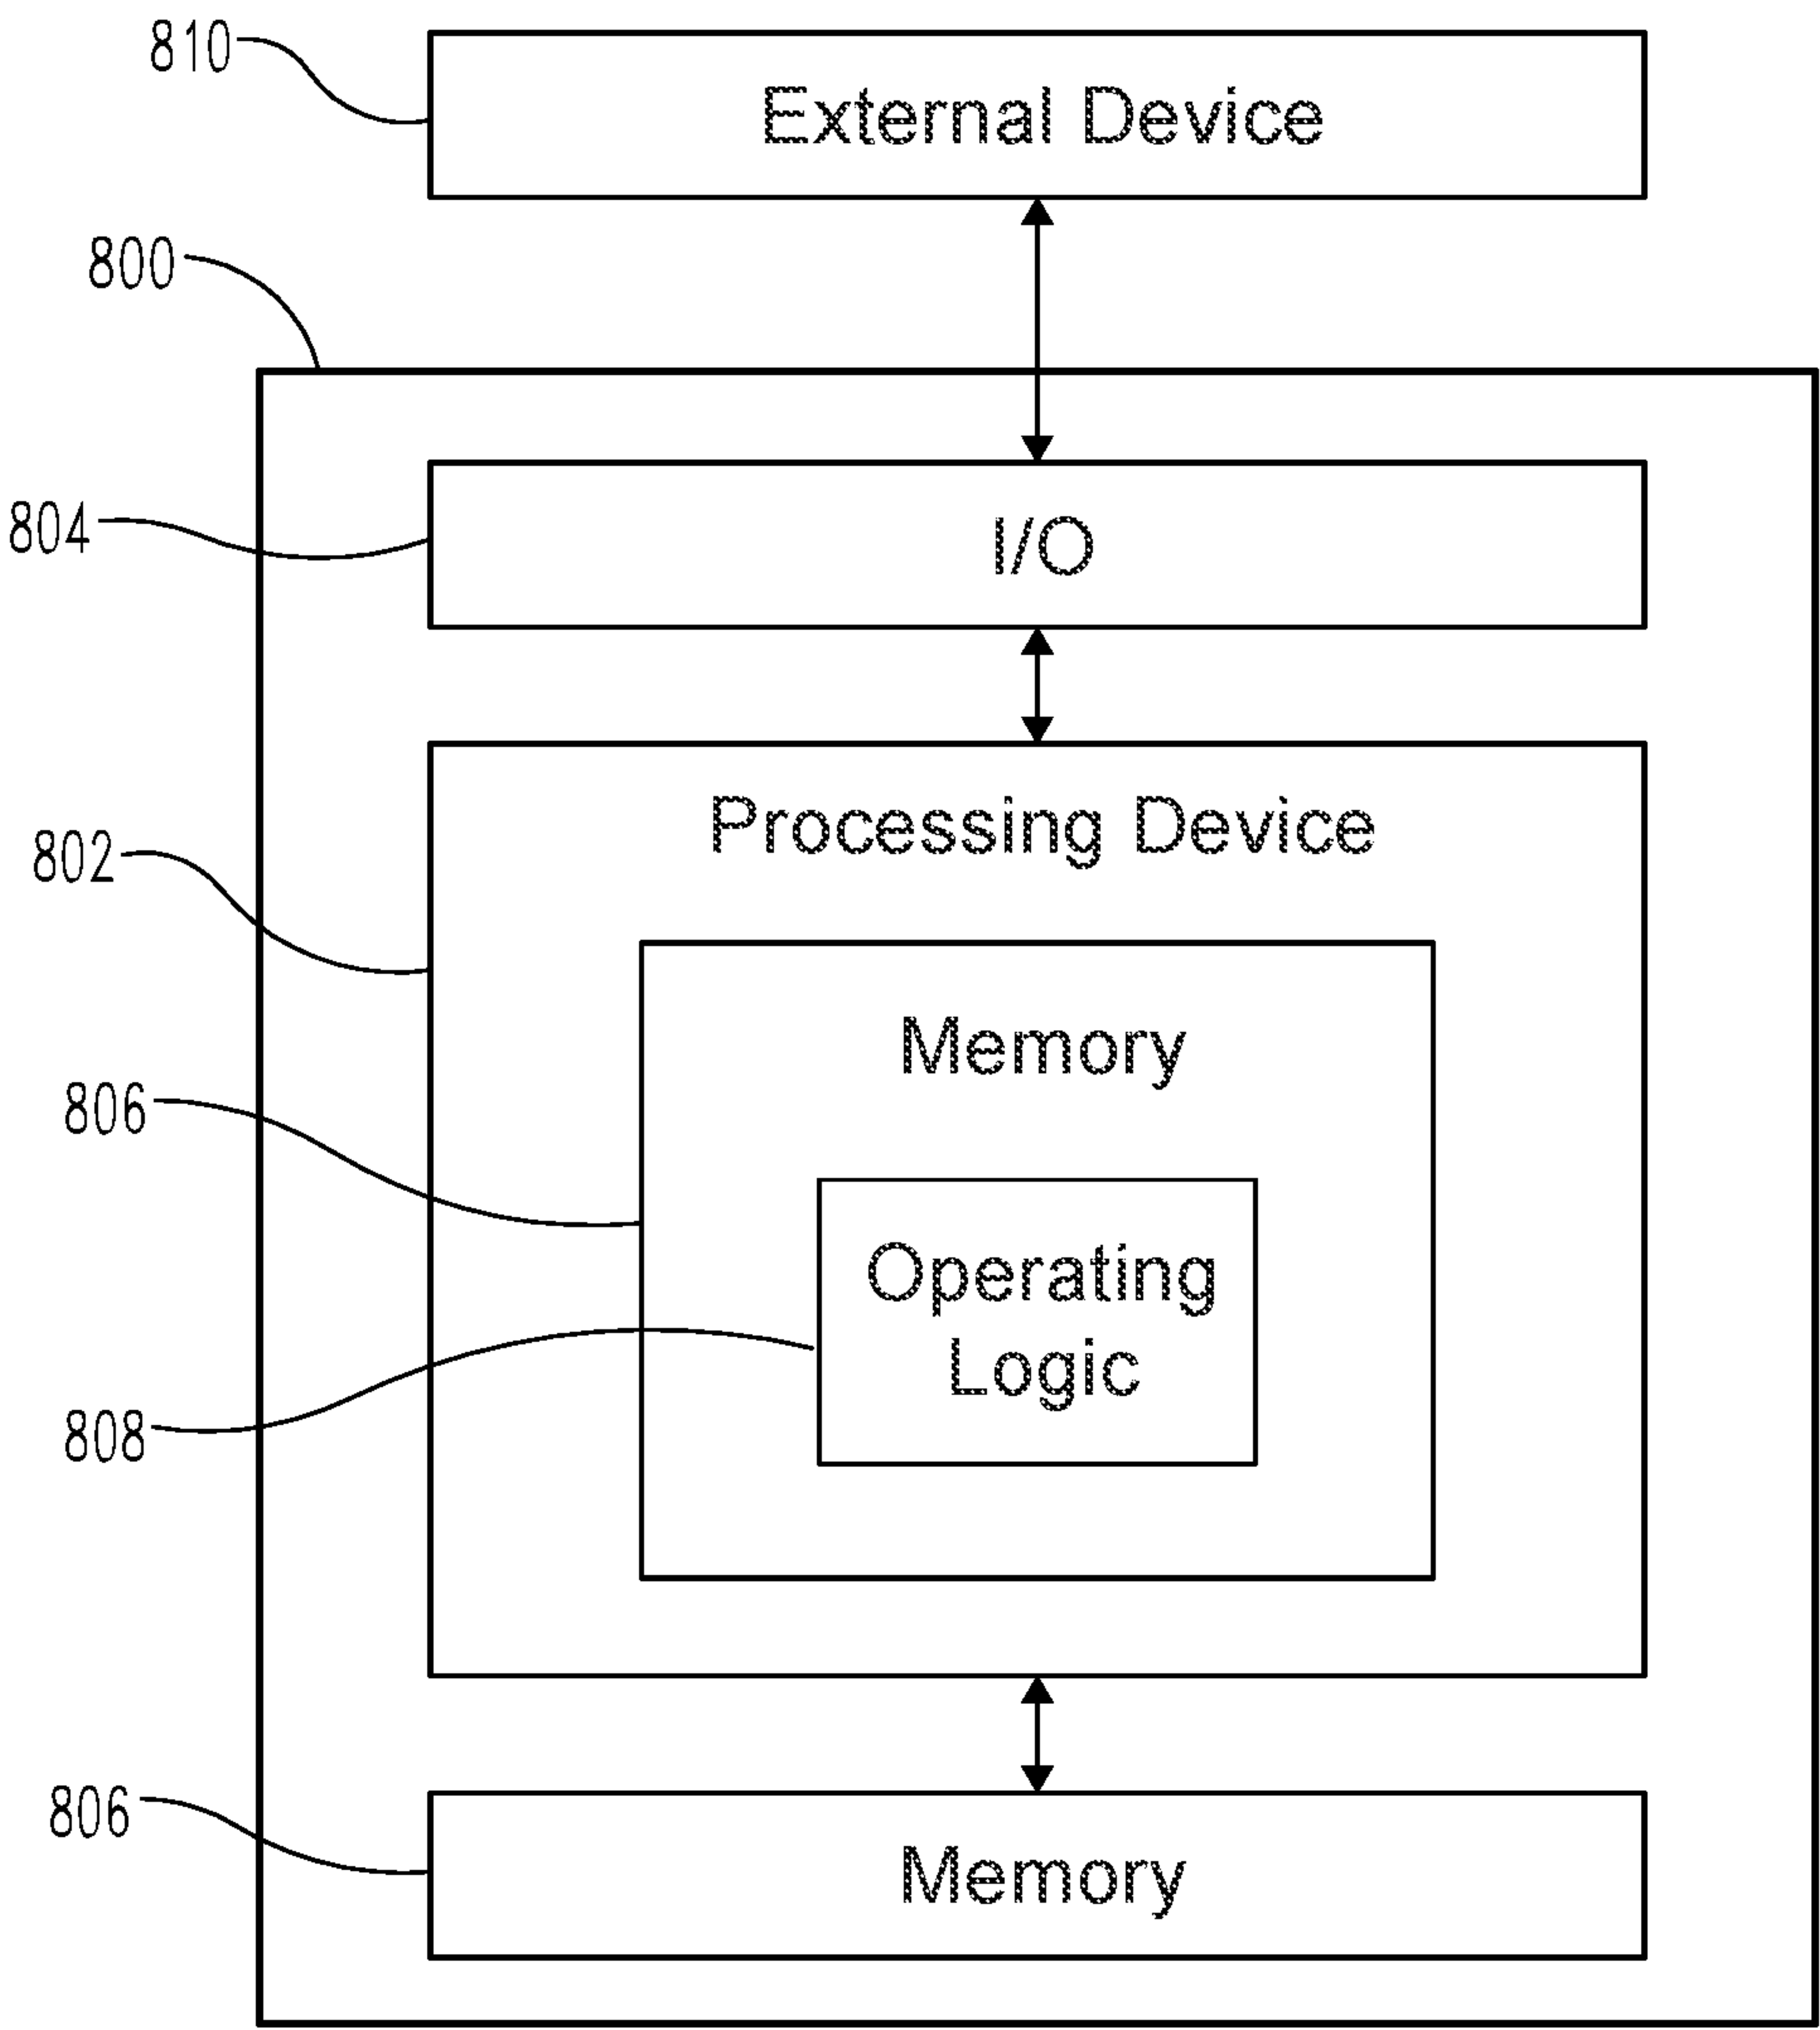 810
External Device
800
804
I/O
Processing Device
802
Memory
806
Operating
Logic
808
806
Memory